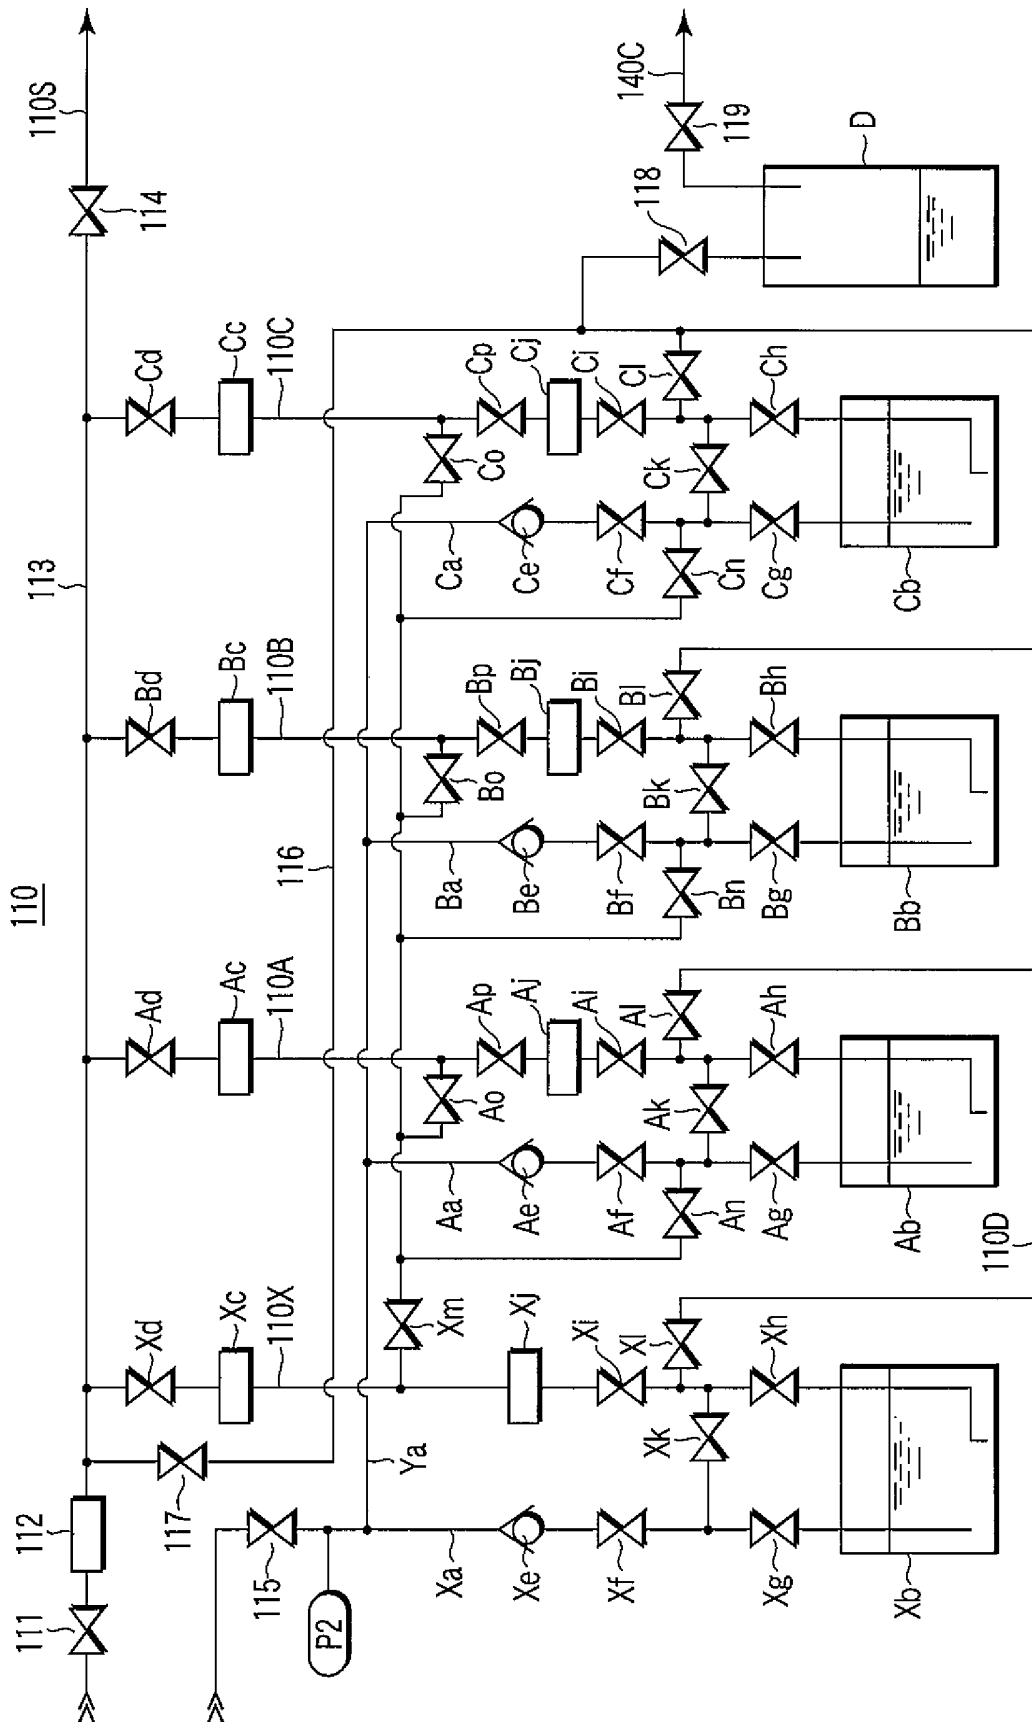 110
111
112
113
114
110S
117
115
P2
116
Xd
Xc
110X
Ya
Xa
Xe
Xf
Xg
Xb
Xm
Xj
Xi
Xl
Xk
Xh
Ad
Ac
110A
Ap
Aj
Ai
Al
Ao
Aa
Ae
Af
An
Ak
Ah
Ag
Ab
110D
Bd
Bc
110B
Bp
Bj
Bi
Bl
Bo
Ba
Be
Bf
Bn
Bk
Bh
Bg
Bb
Cd
Cc
110C
Cp
Cj
Ci
Cl
Co
Ca
Ce
Cf
Cn
Ck
Ch
Cg
Cb
118
119
140C
D